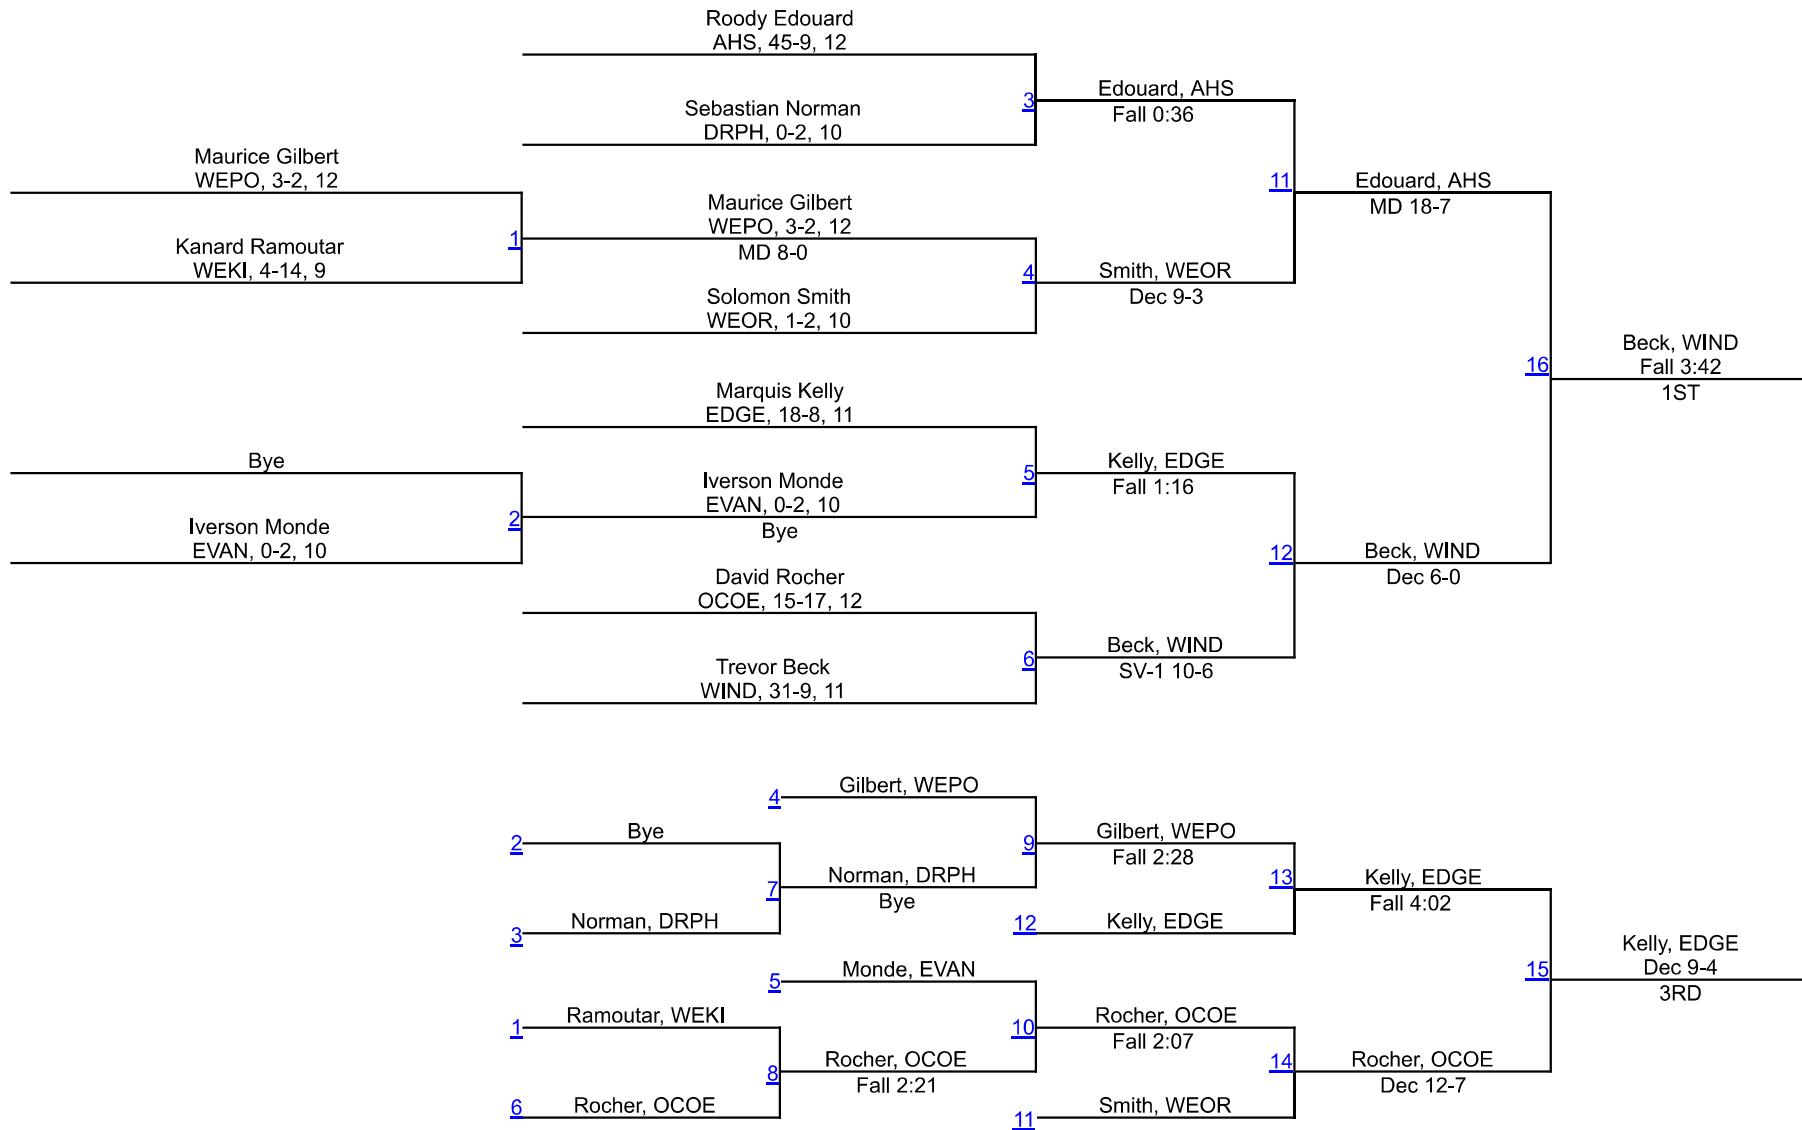 Roody Edouard
AHS, 45-9, 12
3
Sebastian Norman
DRPH, 0-2, 10
Edouard, AHS
Fall 0:36
Maurice Gilbert
WEPO, 3-2, 12
1
Kanard Ramoutar
WEKI, 4-14, 9
Maurice Gilbert
WEPO, 3-2, 12
MD 8-0
4
Solomon Smith
WEOR, 1-2, 10
Smith, WEOR
Dec 9-3
11
Edouard, AHS
MD 18-7
Marquis Kelly
EDGE, 18-8, 11
Bye
2
Iverson Monde
EVAN, 0-2, 10
Iverson Monde
EVAN, 0-2, 10
Bye
5
Kelly, EDGE
Fall 1:16
David Rocher
OCOE, 15-17, 12
6
Trevor Beck
WIND, 31-9, 11
Beck, WIND
SV-1 10-6
12
Beck, WIND
Dec 6-0
16
Beck, WIND
Fall 3:42
1ST
4
Gilbert, WEPO
2
Bye
7
3
Norman, DRPH
Norman, DRPH
Bye
9
Gilbert, WEPO
Fall 2:28
13
12
Kelly, EDGE
Kelly, EDGE
Fall 4:02
5
Monde, EVAN
1
Ramoutar, WEKI
8
6
Rocher, OCOE
Rocher, OCOE
Fall 2:21
10
Rocher, OCOE
Fall 2:07
14
11
Smith, WEOR
Rocher, OCOE
Dec 12-7
15
Kelly, EDGE
Dec 9-4
3RD